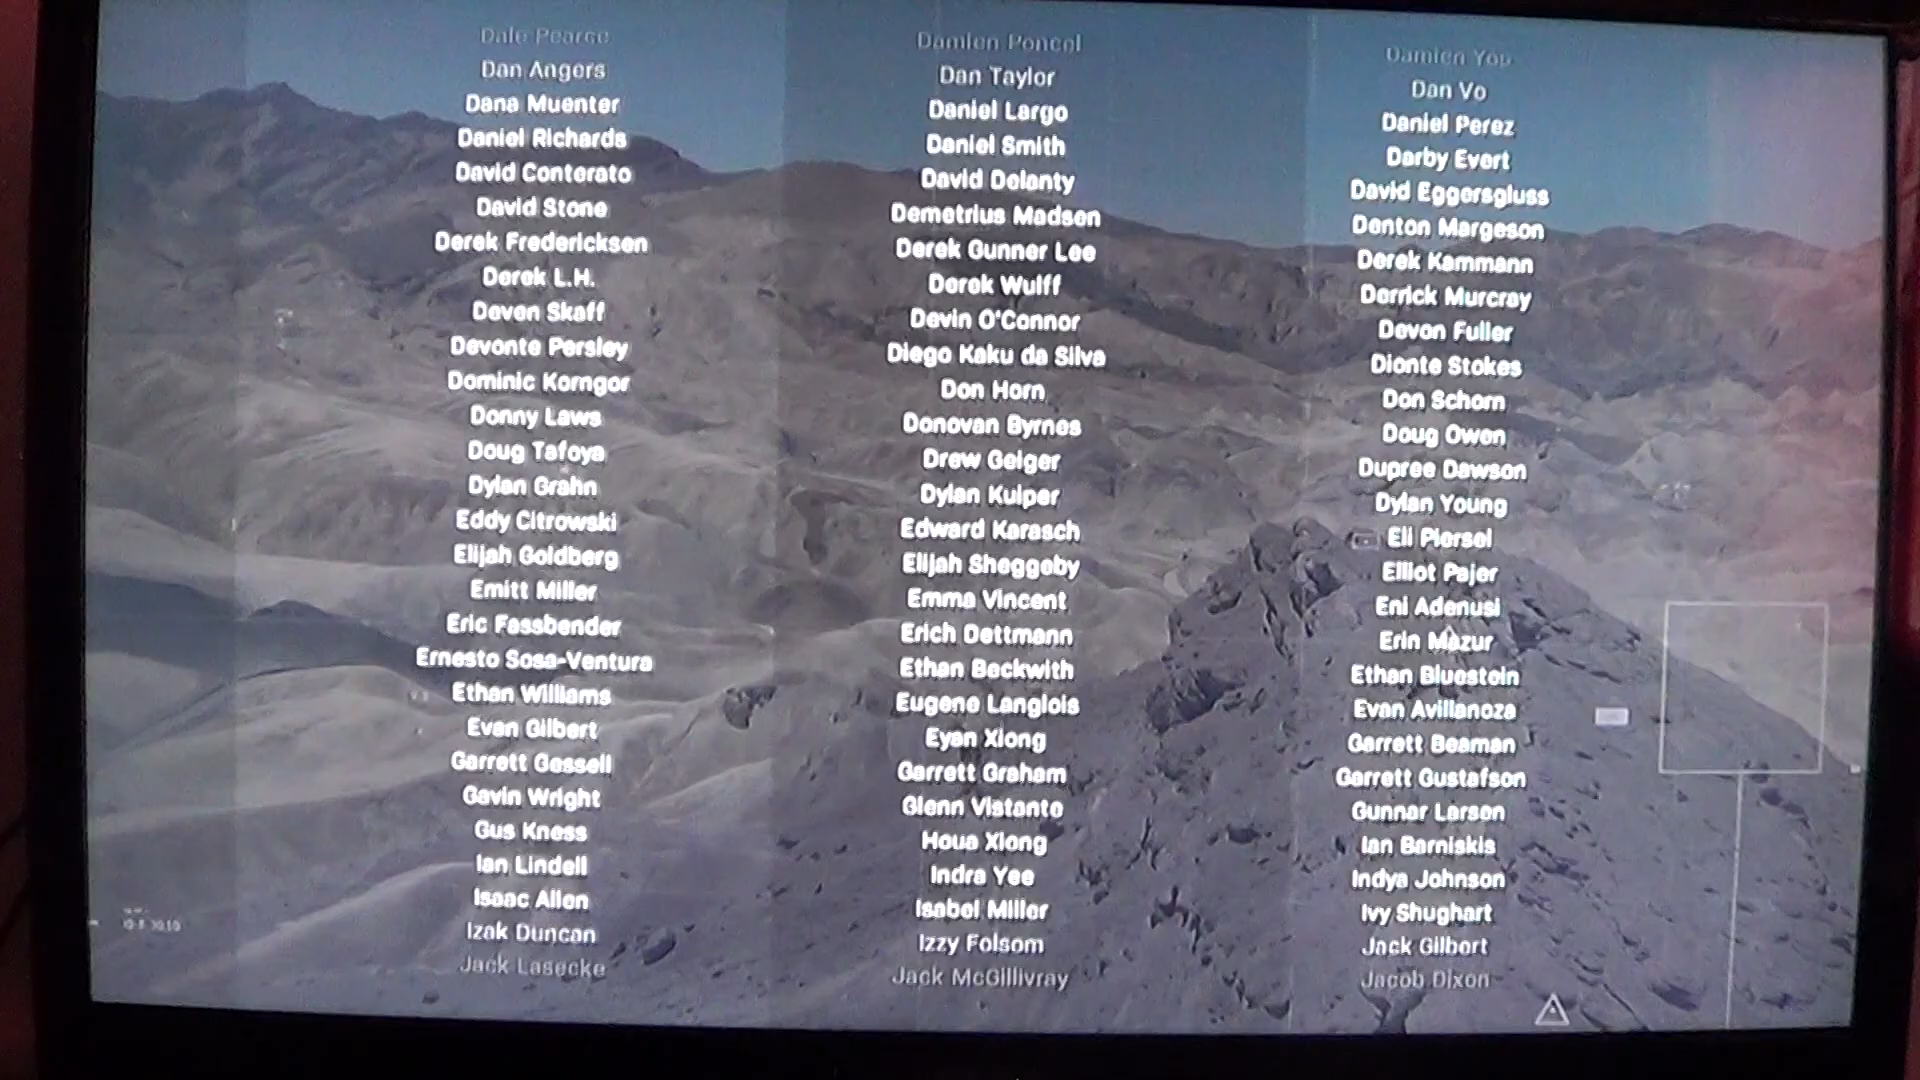 Dale Pearce Damien Poncel Damien Yop
Dan Angers Dan Taylor Dan Vo
Dana Muenter Daniel Largo Daniel Perez
Daniel Richards Daniel Smith Darby Evert
David Conterato David Delanty David Eggersgluss
David Stone Demetrius Madsen Denton Margeson
Derek Fredericksen Derek Gunner Lee Derek Kammann
Derek L.H. Derek Wulff Derrick Murcray
Deven Skaff Devin O'Connor Devon Fuller
Devonte Persley Diego Kaku da Silva Dionte Stokes
Dominic Korngor Don Horn Don Schorn
Donny Laws Donovan Byrnes Doug Owen
Doug Tafoya Drew Geiger Dupree Dawson
Dylan Grahn Dylan Kuiper Dylan Young
Eddy Citrowski Edward Karasch Eli Piersel
Elijah Goldberg Elijah Sheggeby Elliot Pajer
Emitt Miller Emma Vincent Eni Adenusi
Eric Fassbender Erich Dettmann Erin Mazur
Ernesto Sosa-Ventura Ethan Beckwith Ethan Bluestein
Ethan Williams Eugene Langlois Evan Avillanoza
Evan Gilbert Eyan Xiong Garrett Beaman
Garrett Gessell Garrett Graham Garrett Gustafson
Gavin Wright Glenn Vistante Gunnar Larson
Gus Kness Houa Xiong Ian Barniskis
Ian Lindell Indra Yee Indya Johnson
Isaac Allen Isabel Miller Ivy Shughart
Izak Duncan Izzy Folsom Jack Gilbert
Jack Lasecke Jack McGillivray Jacob Dixon